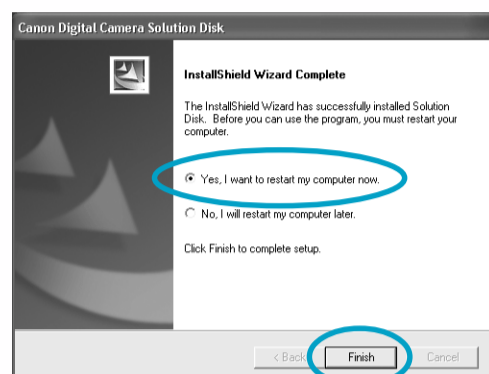 Canon Digital Camera Solution Disk
InstallShield Wizard Complete
The InstallShield Wizard has successfully installed Solution
Disk.  Before you can use the program, you must restart your
computer.
Yes, I want to restart my computer now.
No, I will restart my computer later.
Click Finish to complete setup.
< Back Finish Cancel